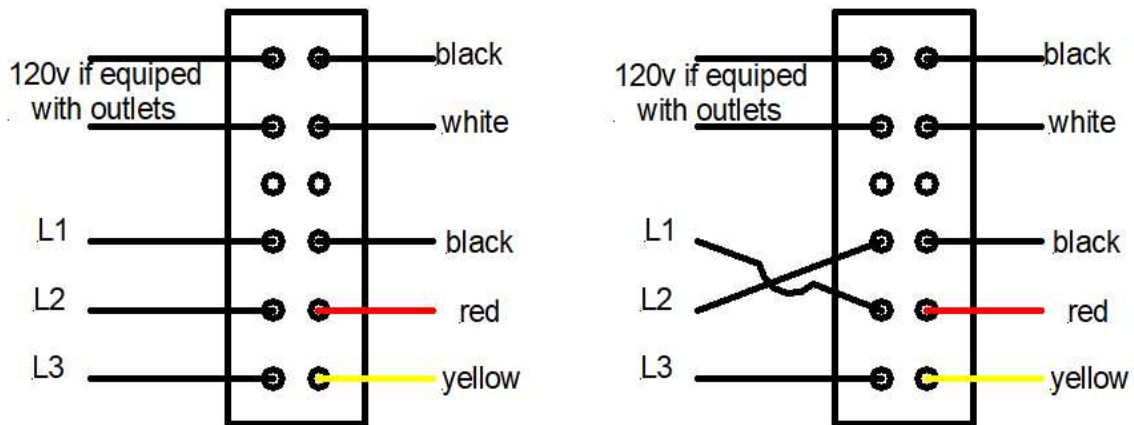 black
120v if equiped
with outlets
white
L1
black
L2
red
L3
yellow
black
120v if equiped
with outlets
white
L1
black
L2
red
L3
yellow